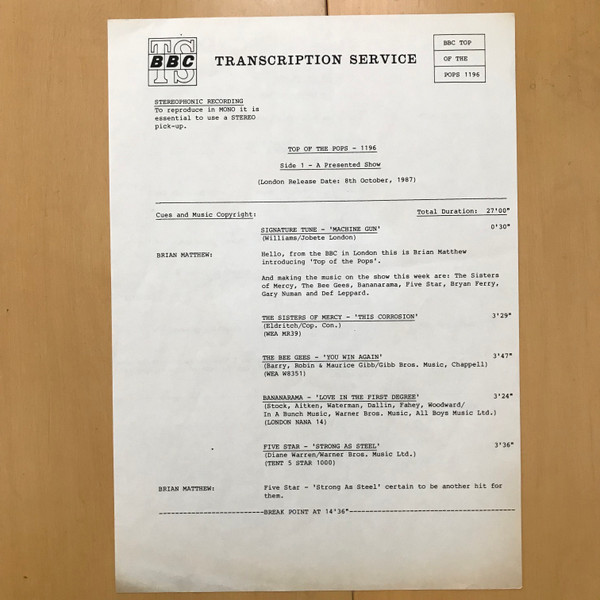 TS
BBC
TRANSCRIPTION SERVICE
BBC TOP
OF THE
POPS 1196
STEREOPHONIC RECORDING
To reproduce in MONO it is
essential to use a STEREO
pick-up.
TOP OF THE POPS - 1196
Side 1 - A Presented Show
(London Release Date: 8th October, 1987)
Cues and Music Copyright: Total Duration: 27'00"
SIGNATURE TUNE - 'MACHINE GUN' 0'30"
(Williams/Jobete London)
BRIAN MATTHEW: Hello, from the BBC in London this is Brian Matthew
introducing 'Top of the Pops'.
And making the music on the show this week are: The Sisters
of Mercy, The Bee Gees, Bananarama, Five Star, Bryan Ferry,
Gary Numan and Def Leppard.
THE SISTERS OF MERCY - 'THIS CORROSION' 3'29"
(Eldritch/Cop. Con.)
(WEA MR39)
THE BEE GEES - 'YOU WIN AGAIN' 3'47"
(Barry, Robin & Maurice Gibb/Gibb Bros. Music, Chappell)
(WEA W8351)
BANANARAMA - 'LOVE IN THE FIRST DEGREE' 3'24"
(Stock, Aitken, Waterman, Dallin, Fahey, Woodward/
In A Bunch Music, Warner Bros. Music, All Boys Music Ltd.)
(LONDON NANA 14)
FIVE STAR - 'STRONG AS STEEL' 3'36"
(Diane Warren/Warner Bros. Music Ltd.)
(TENT 5 STAR 1000)
BRIAN MATTHEW: Five Star - 'Strong As Steel' certain to be another hit for
them.
------------------------BREAK POINT AT 14'36"--------------------------------------